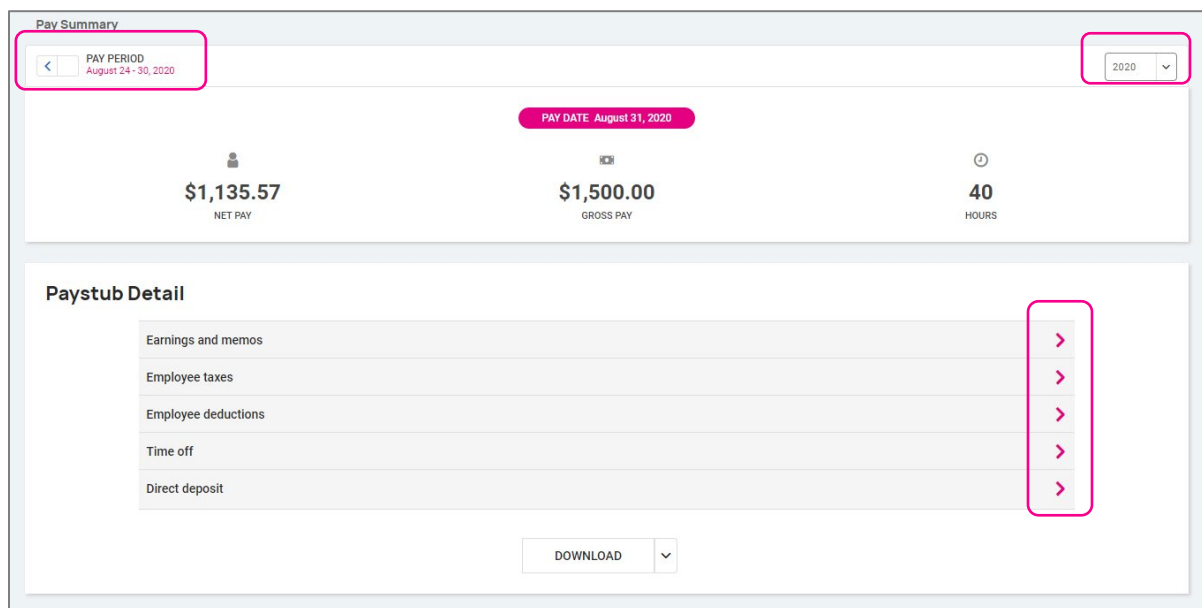 Pay Summary
PAY PERIOD
August 24 - 30, 2020
2020
PAY DATE August 31, 2020
$1,135.57
$1,500.00
40
NET PAY
GROSS PAY
HOURS
Paystub Detail
Earnings and memos
Employee taxes
Employee deductions
Time off
Direct deposit
DOWNLOAD